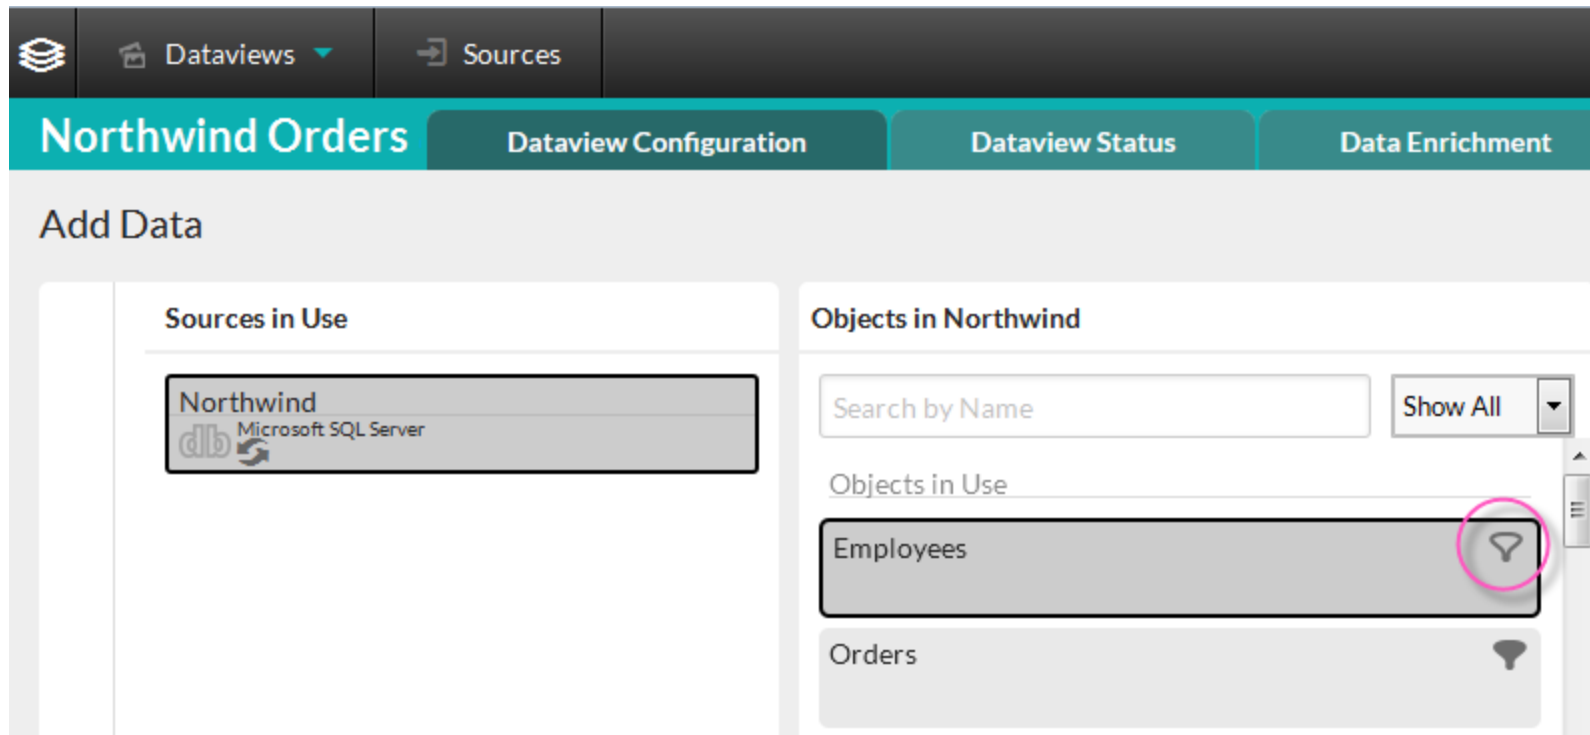 Dataviews
Sources
Northwind Orders
Dataview Configuration
Dataview Status
Data Enrichment
Add Data
Sources in Use
Northwind
db
Microsoft SQL Server
Objects in Northwind
Search by Name
Show All
Objects in Use
Employees
Orders